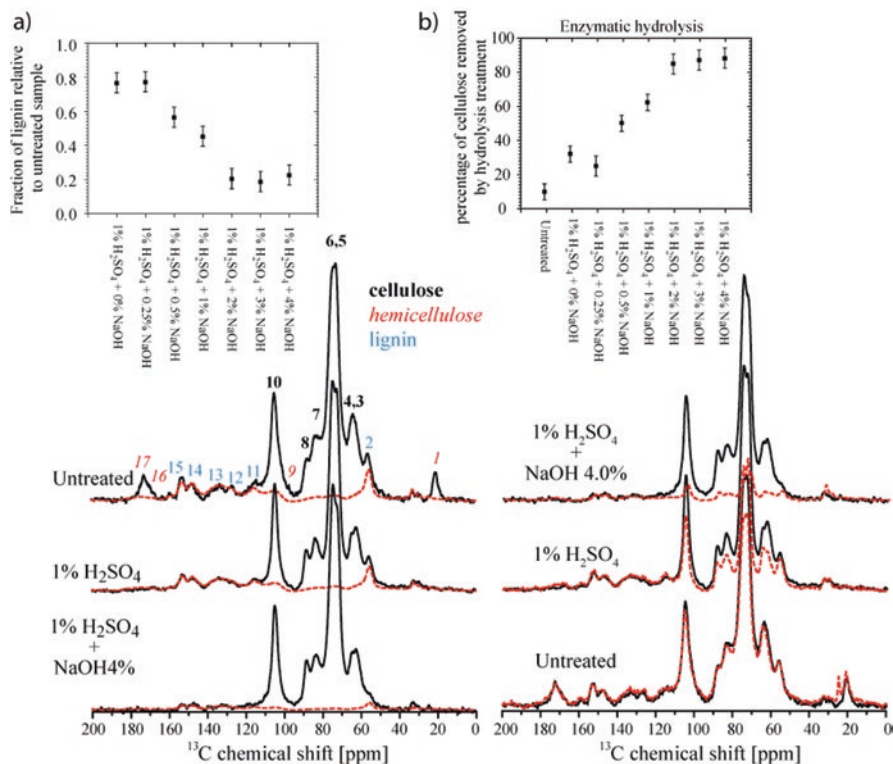 a)
Fraction of lignin relative
to untreated sample
1.0
0.8
0.6
0.4
0.2
0.0
1% H₂SO₄ + 0% NaOH
1% H₂SO₄ + 0.25% NaOH
1% H₂SO₄ + 0.5% NaOH
1% H₂SO₄ + 1% NaOH
1% H₂SO₄ + 2% NaOH
1% H₂SO₄ + 3% NaOH
1% H₂SO₄ + 4% NaOH
cellulose
hemicellulose
lignin
6,5
10
7
8
4,3
2
1
17
16
15
14
13
12
11
9
Untreated
1% H₂SO₄
1% H₂SO₄
+
NaOH4%
200 180 160 140 120 100 80 60 40 20 0
¹³C chemical shift [ppm]
b)
Enzymatic hydrolysis
percentage of cellulose removed
by hydrolysis treatment
100
80
60
40
20
0
Untreated
1% H₂SO₄ + 0% NaOH
1% H₂SO₄ + 0.25% NaOH
1% H₂SO₄ + 0.5% NaOH
1% H₂SO₄ + 1% NaOH
1% H₂SO₄ + 2% NaOH
1% H₂SO₄ + 3% NaOH
1% H₂SO₄ + 4% NaOH
1% H₂SO₄
+
NaOH 4.0%
1% H₂SO₄
Untreated
200 180 160 140 120 100 80 60 40 20 0
¹³C chemical shift [ppm]